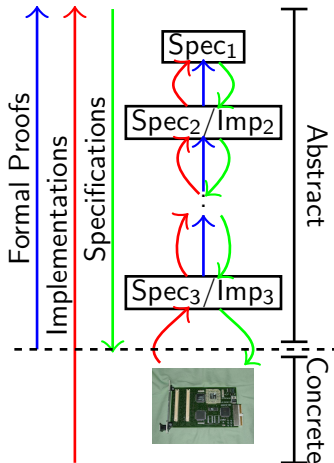 Formal Proofs
Implementations
Specifications
Spec₁
Spec₂/Imp₂
Spec₃/Imp₃
Abstract
Concrete